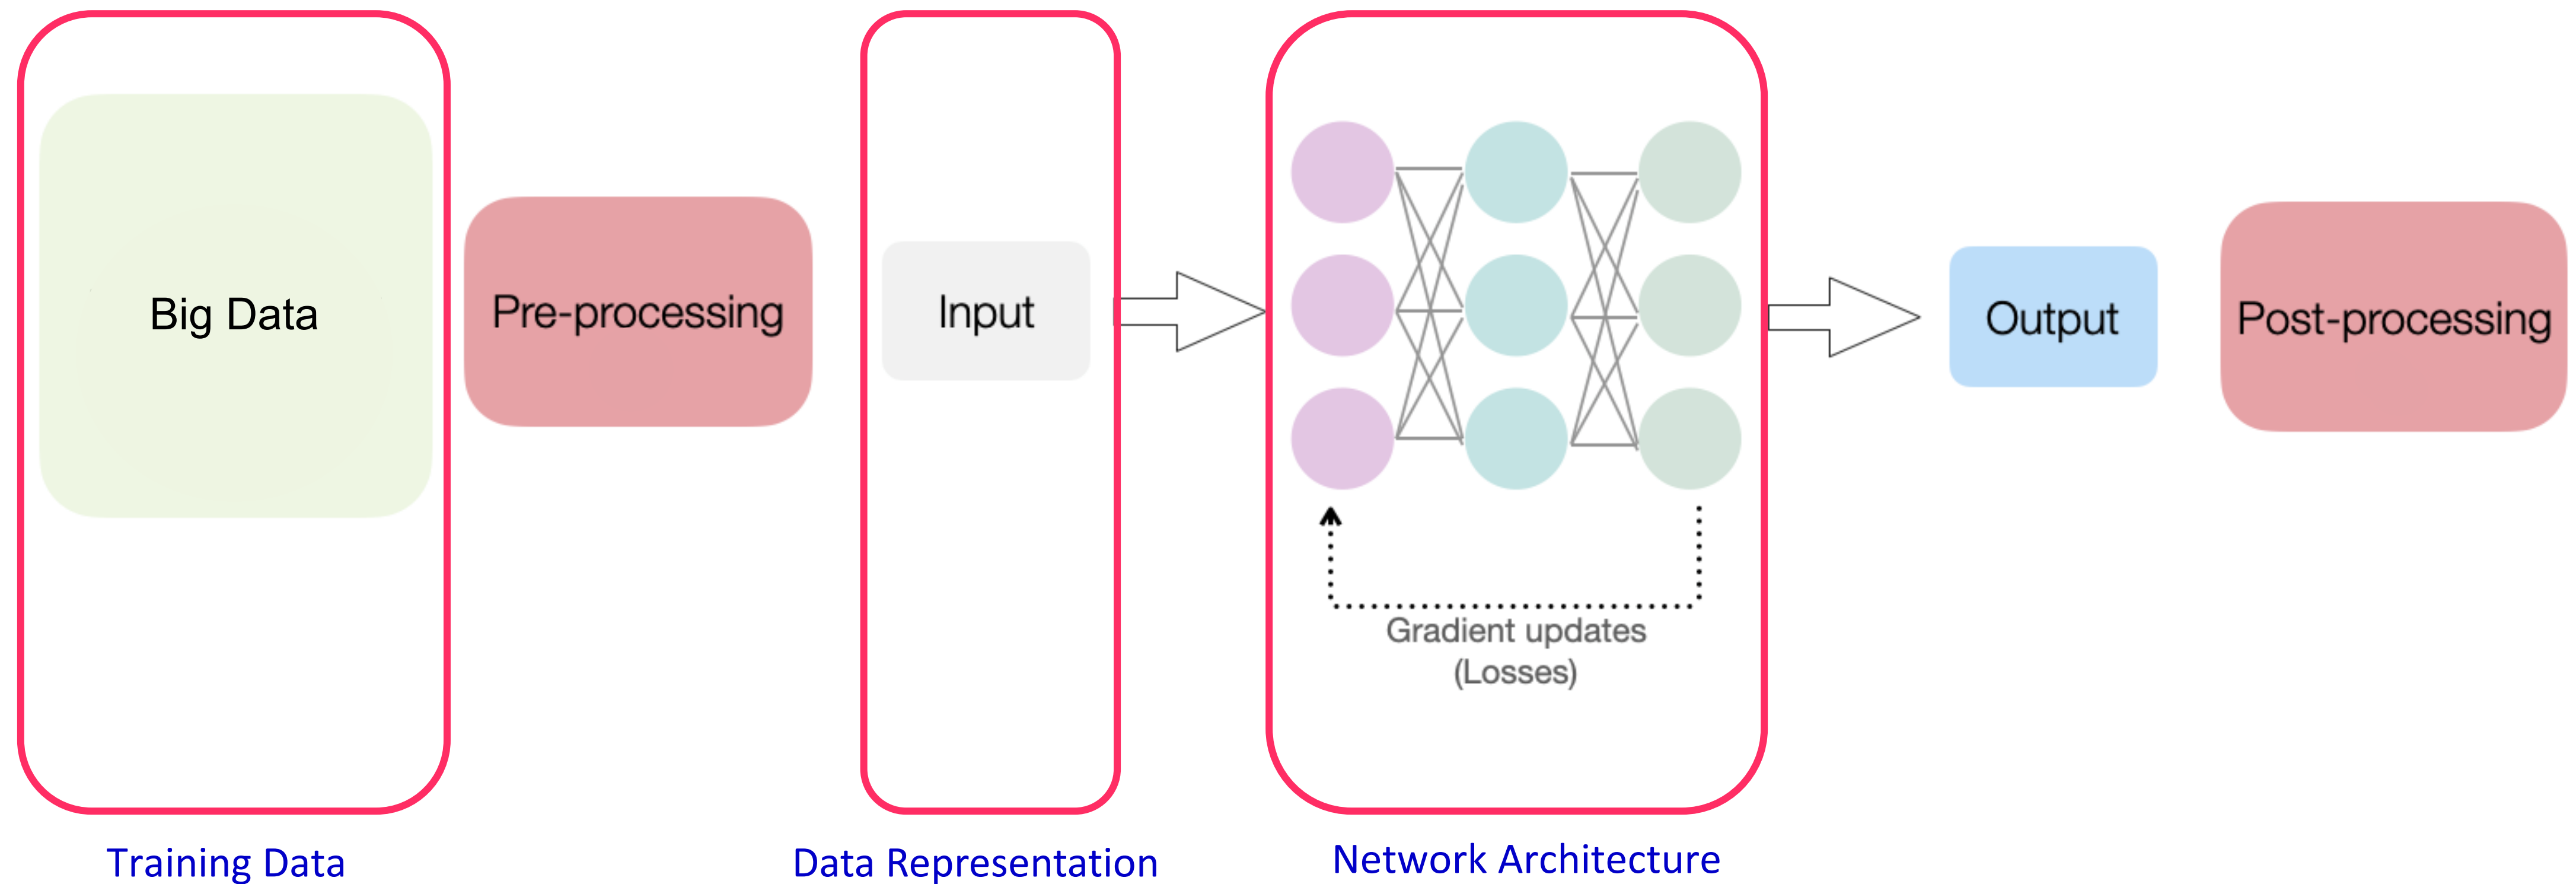 Big Data
Pre-processing
Input
Output
Post-processing
Gradient updates
(Losses)
Training Data
Data Representation
Network Architecture